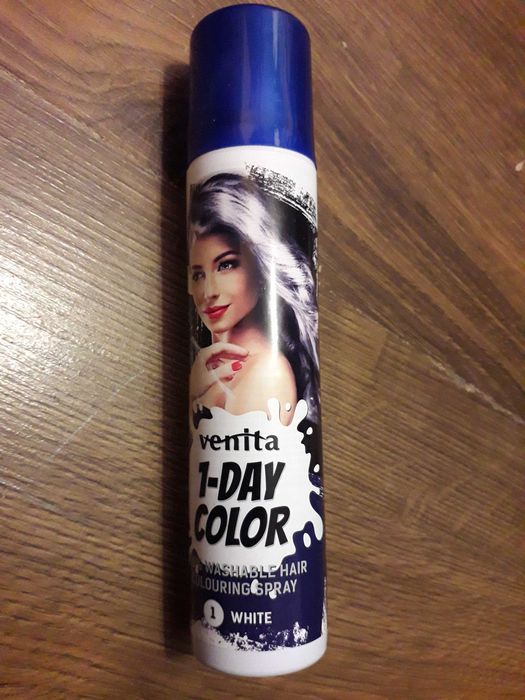 venita
1-DAY
COLOR
WASHABLE HAIR
COLOURING SPRAY
1 WHITE